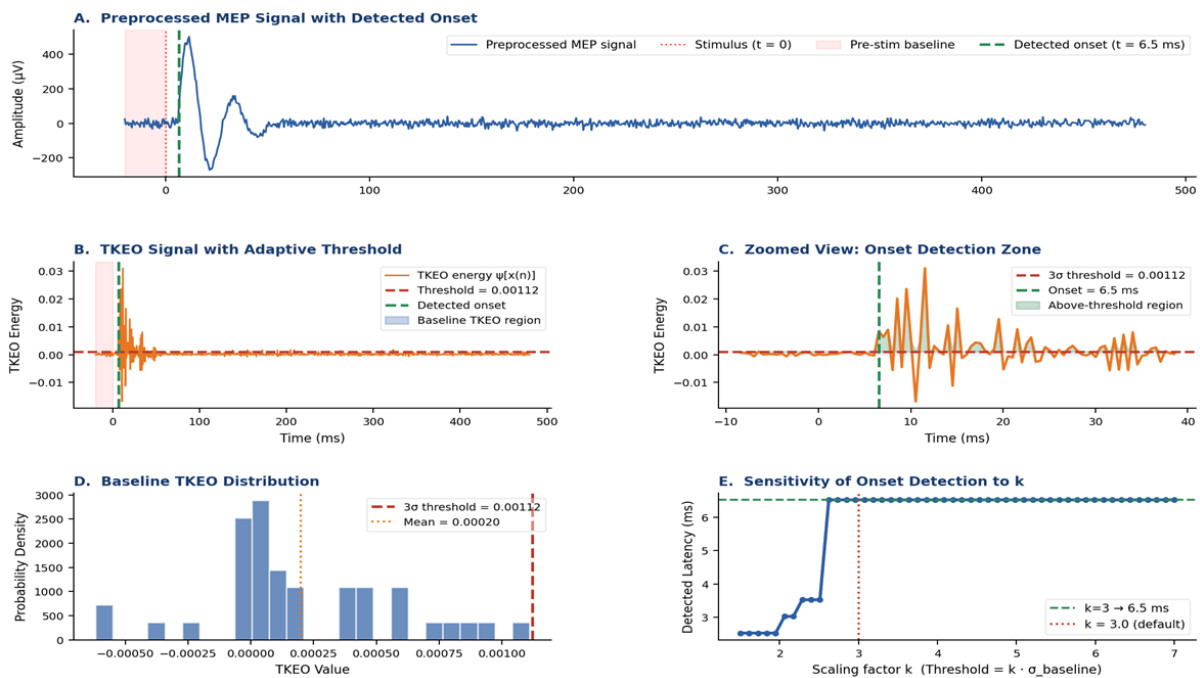 A. Preprocessed MEP Signal with Detected Onset
Amplitude (μV)
400
200
0
−200
Preprocessed MEP signal
Stimulus (t = 0)
Pre-stim baseline
Detected onset (t = 6.5 ms)
0
100
200
300
400
500
B. TKEO Signal with Adaptive Threshold
TKEO Energy
0.03
0.02
0.01
0.00
−0.01
TKEO energy ψ[x(n)]
Threshold = 0.00112
Detected onset
Baseline TKEO region
0
100
200
300
400
500
Time (ms)
C. Zoomed View: Onset Detection Zone
TKEO Energy
0.03
0.02
0.01
0.00
−0.01
3σ threshold = 0.00112
Onset = 6.5 ms
Above-threshold region
−10
0
10
20
30
40
Time (ms)
D. Baseline TKEO Distribution
Probability Density
3000
2500
2000
1500
1000
500
0
3σ threshold = 0.00112
Mean = 0.00020
−0.00050
−0.00025
0.00000
0.00025
0.00050
0.00075
0.00100
TKEO Value
E. Sensitivity of Onset Detection to k
Detected Latency (ms)
6
5
4
3
k=3 → 6.5 ms
k = 3.0 (default)
2
3
4
5
6
7
Scaling factor k (Threshold = k · σ_baseline)